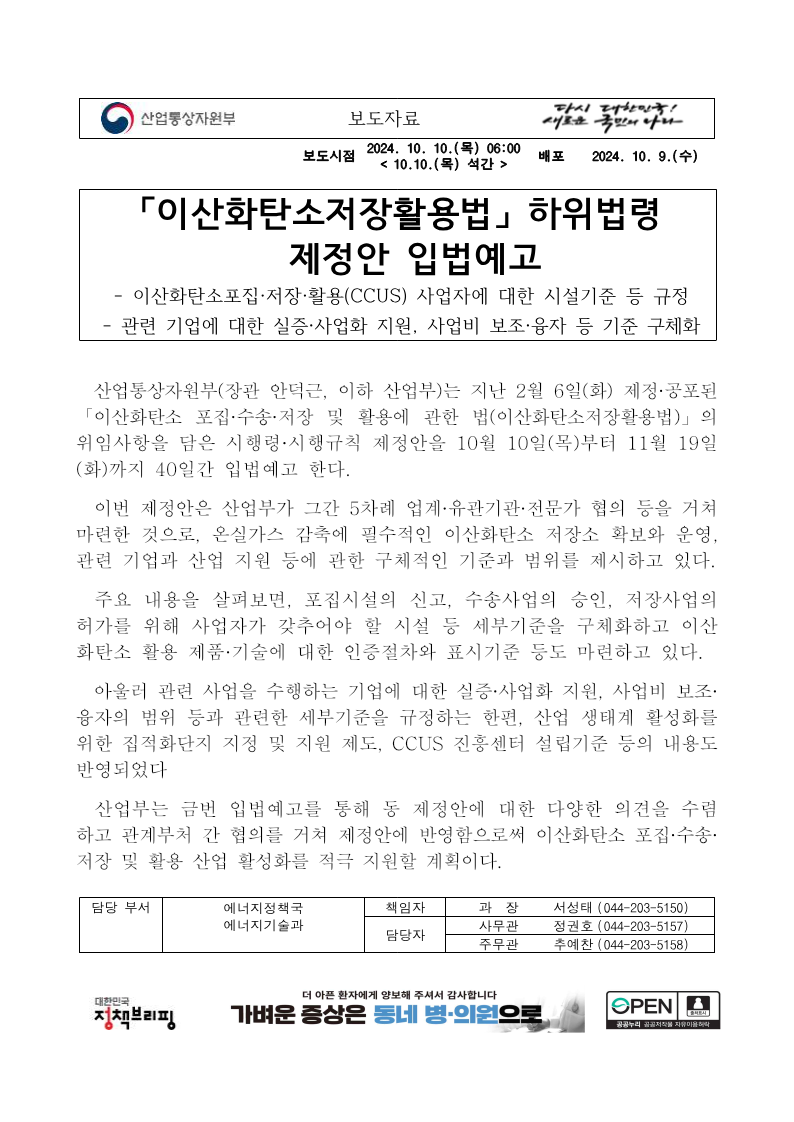 산업통상자원부
보도자료
다시 대한민국!
새로운 국민의 나라
보도시점 2024. 10. 10.(목) 06:00 배포 2024. 10. 9.(수)
< 10.10.(목) 석간 >
「이산화탄소저장활용법」 하위법령
제정안 입법예고
- 이산화탄소포집·저장·활용(CCUS) 사업자에 대한 시설기준 등 규정
- 관련 기업에 대한 실증·사업화 지원, 사업비 보조·융자 등 기준 구체화
산업통상자원부(장관 안덕근, 이하 산업부)는 지난 2월 6일(화) 제정·공포된
「이산화탄소 포집·수송·저장 및 활용에 관한 법(이산화탄소저장활용법)」의
위임사항을 담은 시행령·시행규칙 제정안을 10월 10일(목)부터 11월 19일
(화)까지 40일간 입법예고 한다.
이번 제정안은 산업부가 그간 5차례 업계·유관기관·전문가 협의 등을 거쳐
마련한 것으로, 온실가스 감축에 필수적인 이산화탄소 저장소 확보와 운영,
관련 기업과 산업 지원 등에 관한 구체적인 기준과 범위를 제시하고 있다.
주요 내용을 살펴보면, 포집시설의 신고, 수송사업의 승인, 저장사업의
허가를 위해 사업자가 갖추어야 할 시설 등 세부기준을 구체화하고 이산
화탄소 활용 제품·기술에 대한 인증절차와 표시기준 등도 마련하고 있다.
아울러 관련 사업을 수행하는 기업에 대한 실증·사업화 지원, 사업비 보조·
융자의 범위 등과 관련한 세부기준을 규정하는 한편, 산업 생태계 활성화를
위한 집적화단지 지정 및 지원 제도, CCUS 진흥센터 설립기준 등의 내용도
반영되었다
산업부는 금번 입법예고를 통해 동 제정안에 대한 다양한 의견을 수렴
하고 관계부처 간 협의를 거쳐 제정안에 반영함으로써 이산화탄소 포집·수송·
저장 및 활용 산업 활성화를 적극 지원할 계획이다.
담당 부서 에너지정책국 책임자 과 장 서성태 (044-203-5150)
에너지기술과 담당자 사무관 정권호 (044-203-5157)
주무관 추예찬 (044-203-5158)
대한민국
정책브리핑
더 아픈 환자에게 양보해 주셔서 감사합니다
가벼운 증상은 동네 병·의원으로
OPEN
출처표시
공공누리 공공저작물 자유이용허락